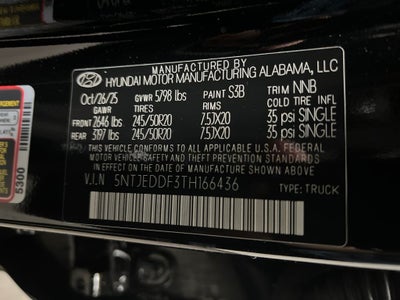 MANUFACTURED BY
HYUNDAI MOTOR MANUFACTURING ALABAMA, LLC
Oct/26/25 GVWR 5798 lbs PAINT S3B TRIM NNB
GAWR TIRES RIMS COLD TIRE INFL
FRONT 2646 lbs 245/50R20 7.5JX20 35 psi SINGLE
REAR 3197 lbs 245/50R20 7.5JX20 35 psi SINGLE
THIS VEHICLE CONFORMS TO ALL APPLICABLE U.S.A. FEDERAL
MOTOR VEHICLE SAFETY AND THEFT PREVENTION STANDARDS
IN EFFECT ON THE DATE OF MANUFACTURE SHOWN ABOVE.
V.I.N 5NTJEDDF3TH166436 TYPE: TRUCK
5300